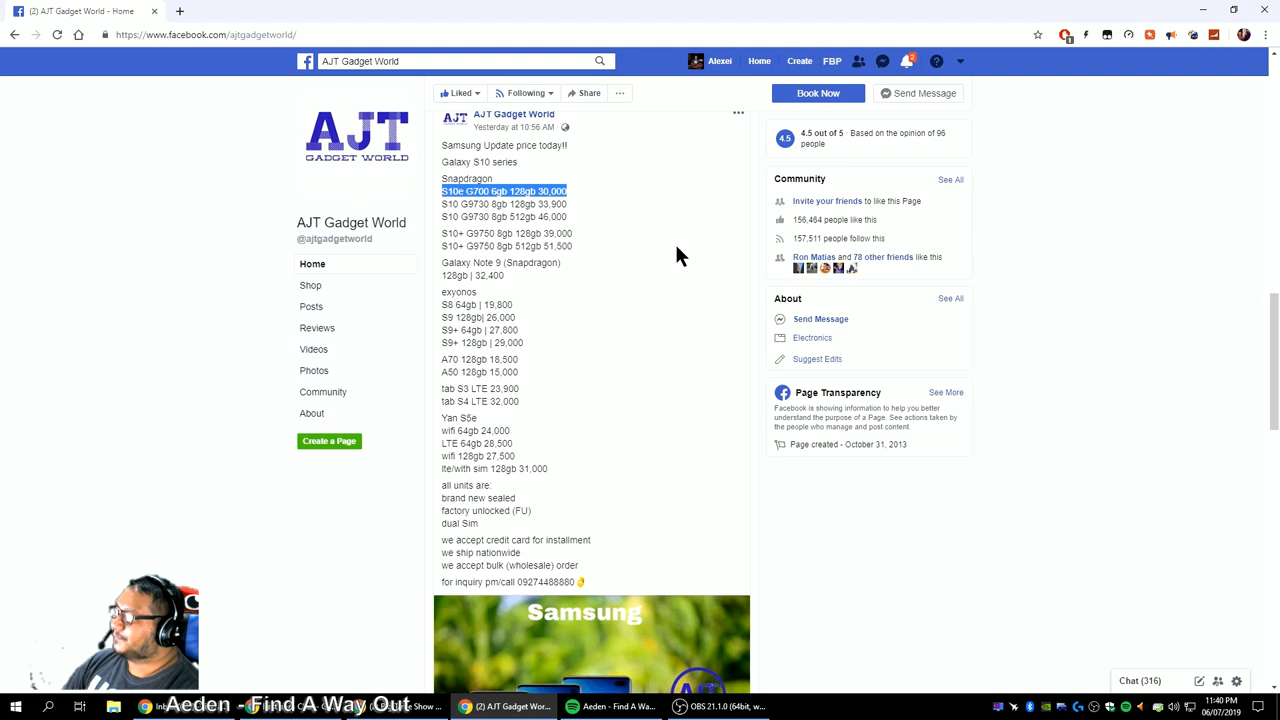 (2) AJT Gadget World - Home
https://www.facebook.com/ajtgadgetworld/
AJT Gadget World
Alexei
Home
Create
FBP
2
Liked
Following
Share
Book Now
Send Message
AJT
GADGET WORLD
AJT Gadget World
@ajtgadgetworld
Home
Shop
Posts
Reviews
Videos
Photos
Community
About
Create a Page
AJT Gadget World
Yesterday at 10:56 AM
Samsung Update price today!!
Galaxy S10 series
Snapdragon
S10e G700 6gb 128gb 30,000
S10 G9730 8gb 128gb 33,900
S10 G9730 8gb 512gb 46,000
S10+ G9750 8gb 128gb 39,000
S10+ G9750 8gb 512gb 51,500
Galaxy Note 9 (Snapdragon)
128gb | 32,400
exyonos
S8 64gb | 19,800
S9 128gb| 26,000
S9+ 64gb | 27,800
S9+ 128gb | 29,000
A70 128gb 18,500
A50 128gb 15,000
tab S3 LTE 23,900
tab S4 LTE 32,000
Yan S5e
wifi 64gb 24,000
LTE 64gb 28,500
wifi 128gb 27,500
lte/with sim 128gb 31,000
all units are:
brand new sealed
factory unlocked (FU)
dual Sim
we accept credit card for installment
we ship nationwide
we accept bulk (wholesale) order
for inquiry pm/call 09274488880
Samsung
4.5
4.5 out of 5 · Based on the opinion of 96
people
Community
See All
Invite your friends to like this Page
156,464 people like this
157,511 people follow this
Ron Matias and 78 other friends like this
About
See All
Send Message
Electronics
Suggest Edits
Page Transparency
See More
Facebook is showing information to help you better
understand the purpose of a Page. See actions taken
by the people who manage and post content.
Page created - October 31, 2013
Chat (316)
Aeden
Find A Way Out
AJT Gadget Wor...
Aeden - Find A Wa...
OBS 21.0.1 (64bit, w...
11:40 PM
06/07/2019